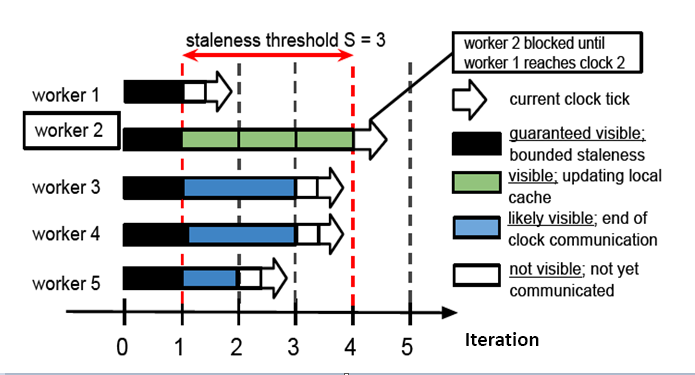 staleness threshold S = 3
worker 2 blocked until
worker 1 reaches clock 2
worker 1
worker 2
worker 3
worker 4
worker 5
current clock tick
guaranteed visible;
bounded staleness
visible; updating local
cache
likely visible; end of
clock communication
not visible; not yet
communicated
0 1 2 3 4 5
Iteration